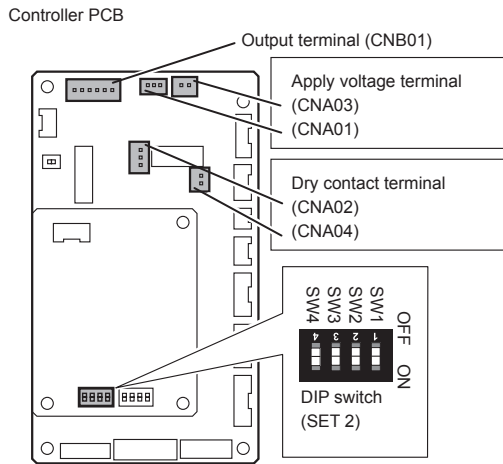 Controller PCB
Output terminal (CNB01)
Apply voltage terminal
(CNA03)
(CNA01)
Dry contact terminal
(CNA02)
(CNA04)
SW4
SW3
SW2
SW1
OFF
4
3
2
1
ON
DIP switch
(SET 2)